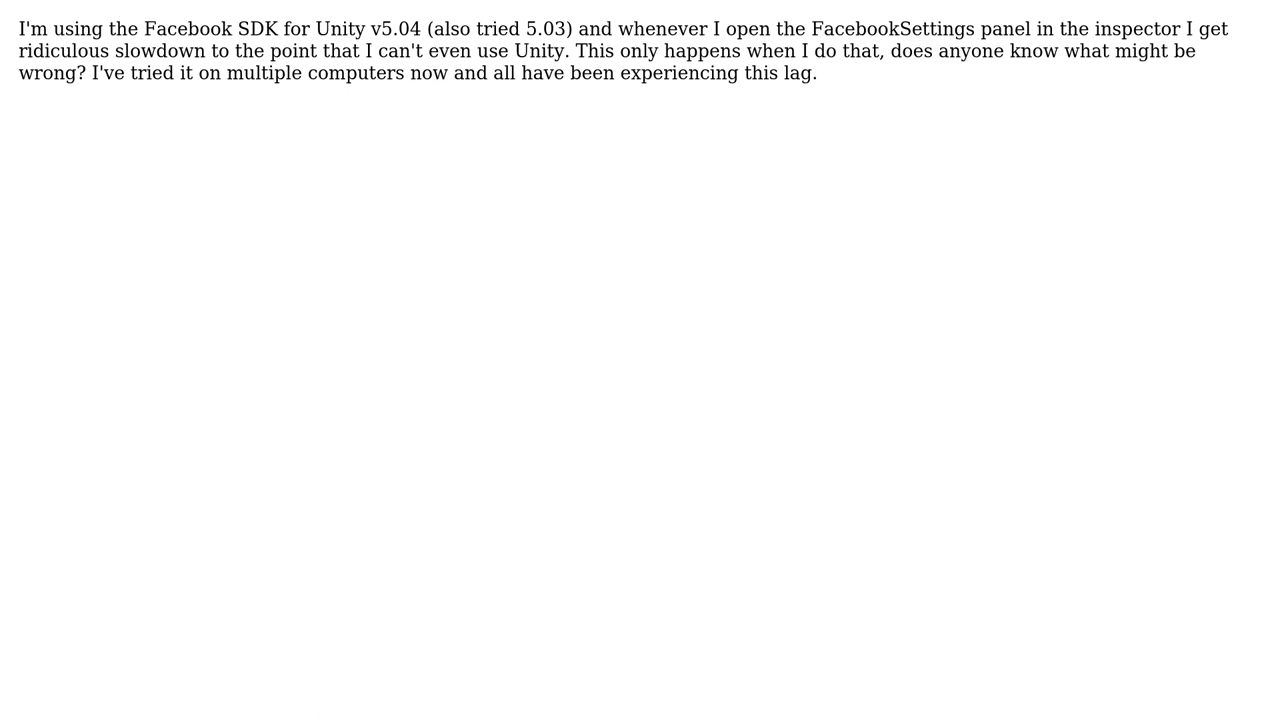 I'm using the Facebook SDK for Unity v5.04 (also tried 5.03) and whenever I open the FacebookSettings panel in the inspector I get
ridiculous slowdown to the point that I can't even use Unity. This only happens when I do that, does anyone know what might be
wrong? I've tried it on multiple computers now and all have been experiencing this lag.